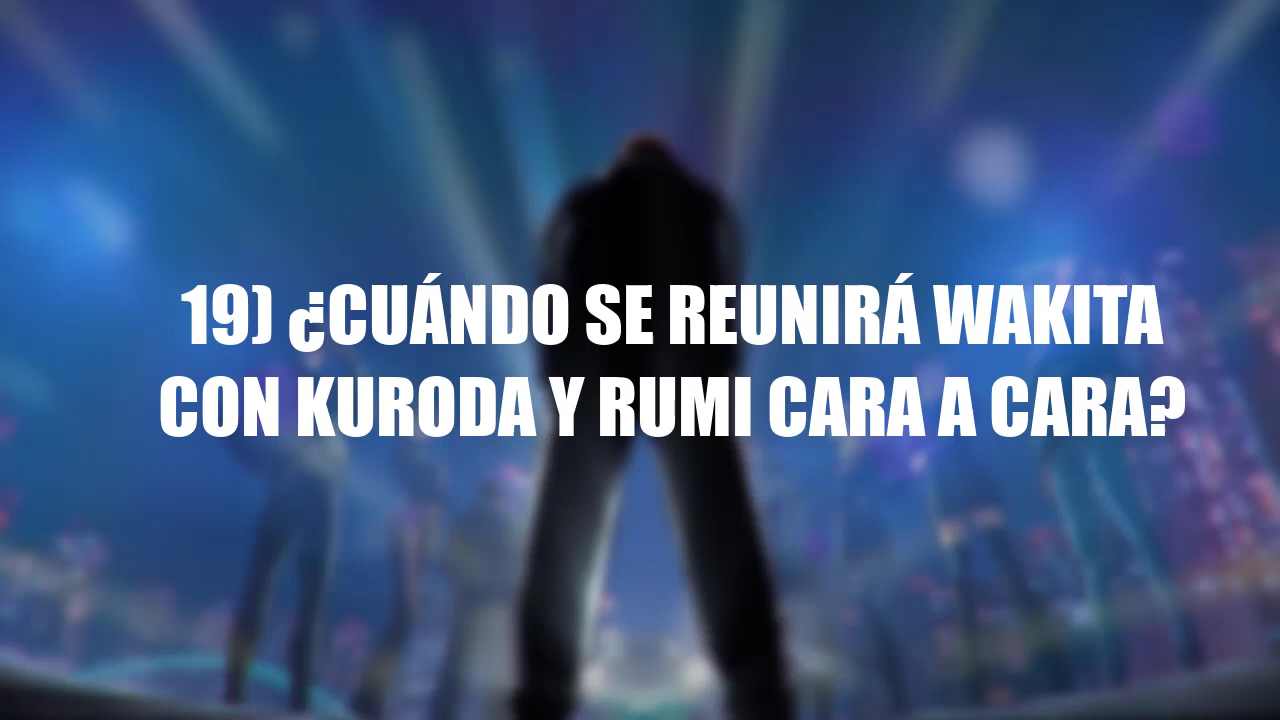 19) ¿CUÁNDO SE REUNIRÁ WAKITA
CON KURODA Y RUMI CARA A CARA?